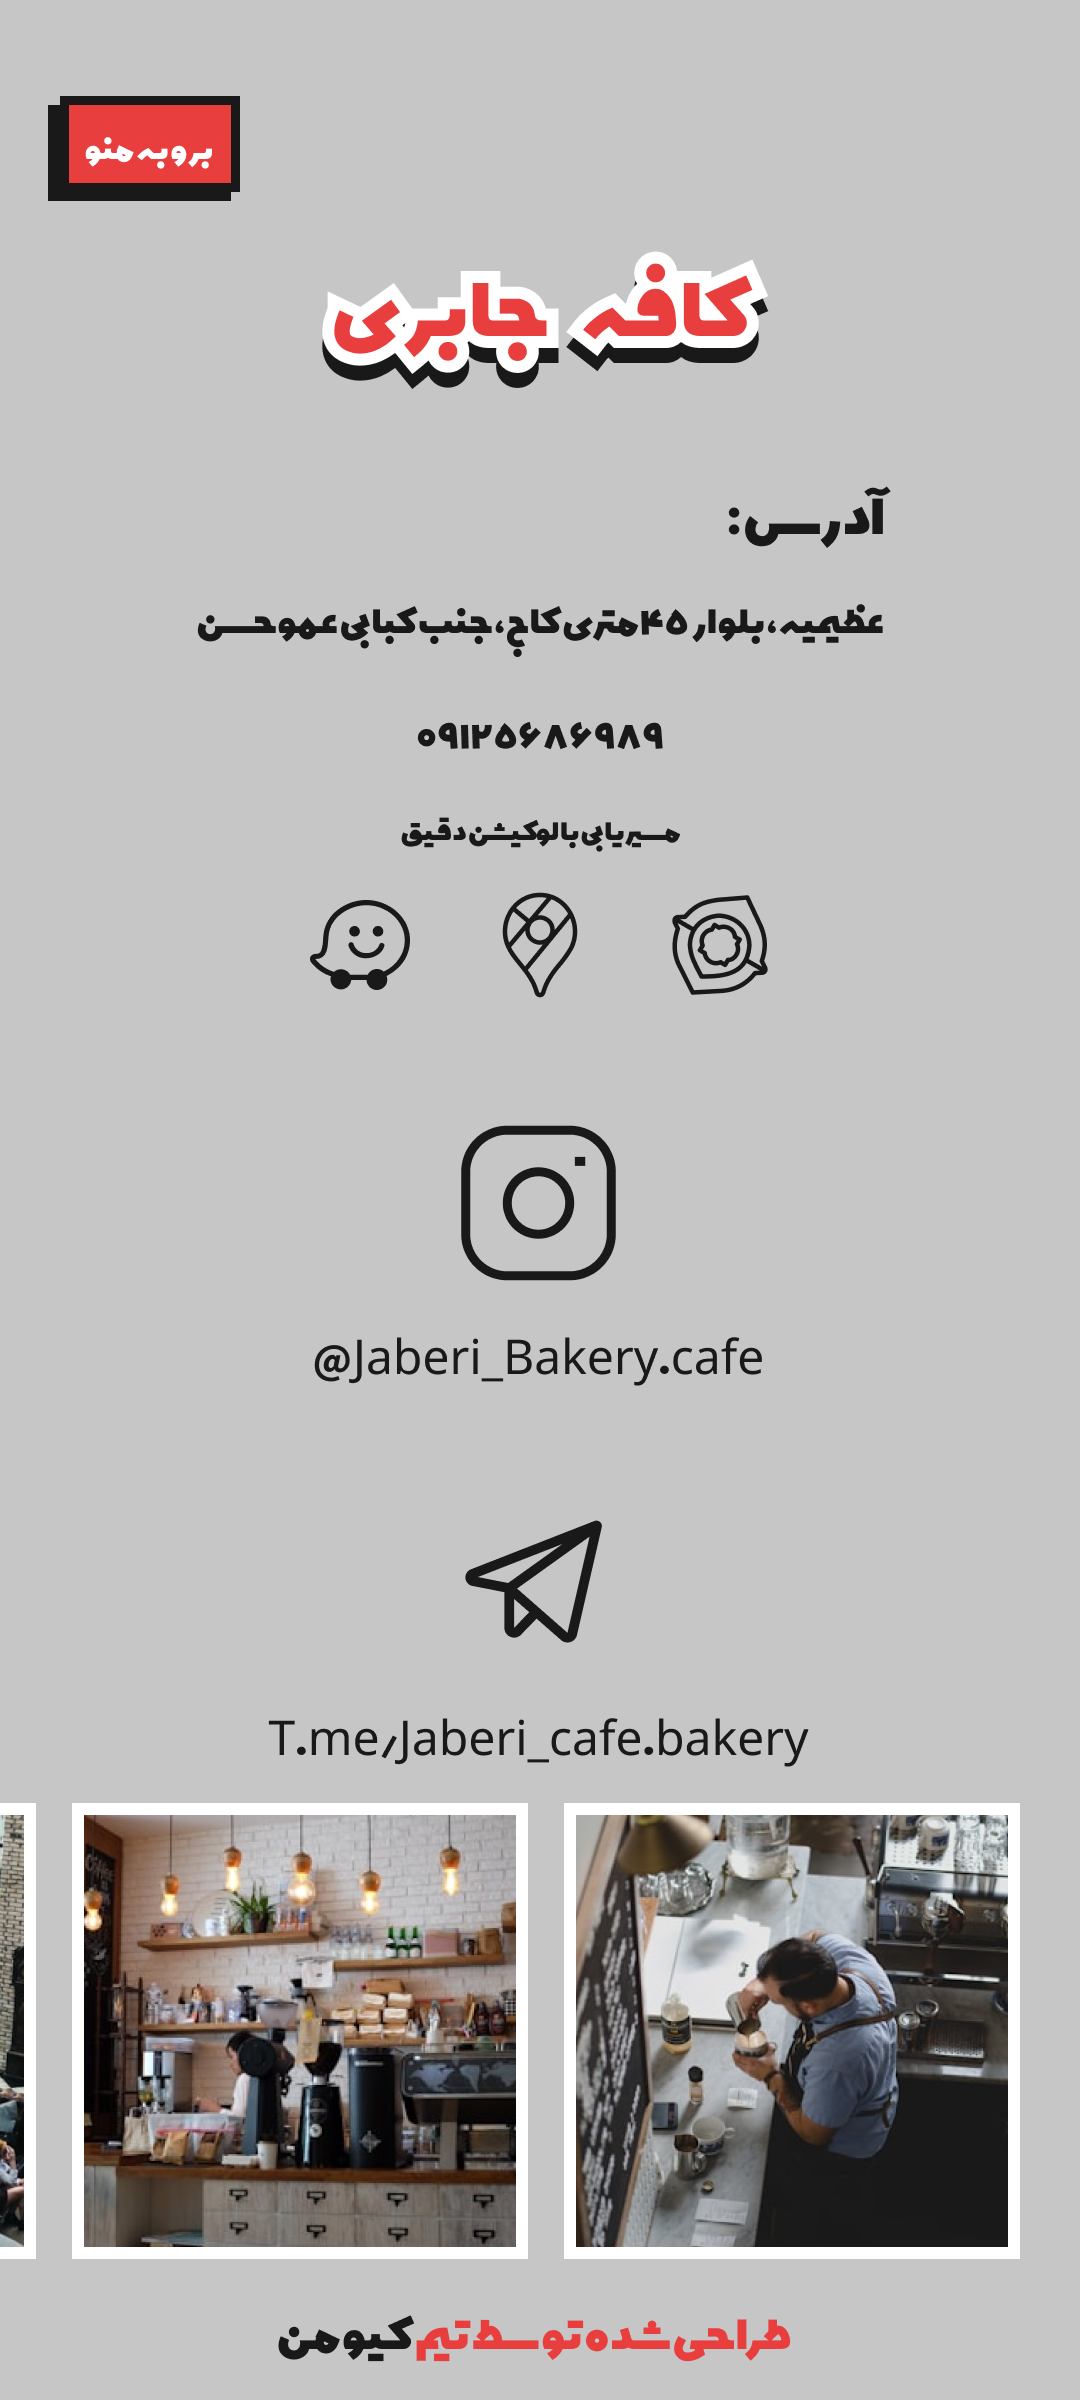 برو به منو
کافه جابری
آدرس:
عظیمیه، بلوار ۴۵ متری کاج، جنب کبابی عمو حسن
۰۹۱۲۵۶۸۶۹۸۹
مسیریابی با لوکیشن دقیق
@Jaberi_Bakery.cafe
T.me/Jaberi_cafe.bakery
طراحی شده توسط تیم کیومن